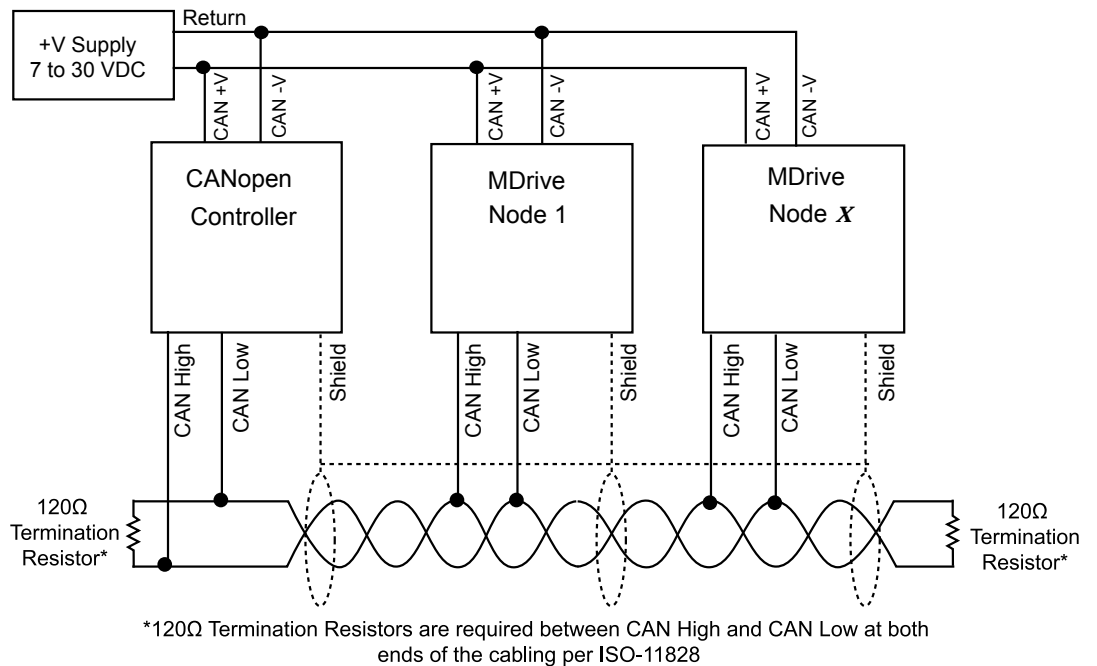 Return
+V Supply
7 to 30 VDC
CAN +V
CAN -V
CAN +V
CAN -V
CAN +V
CAN -V
CANopen
Controller
MDrive
Node 1
MDrive
Node X
CAN High
CAN Low
Shield
CAN High
CAN Low
Shield
CAN High
CAN Low
Shield
120Ω
Termination
Resistor*
120Ω
Termination
Resistor*
*120Ω Termination Resistors are required between CAN High and CAN Low at both
ends of the cabling per ISO-11828